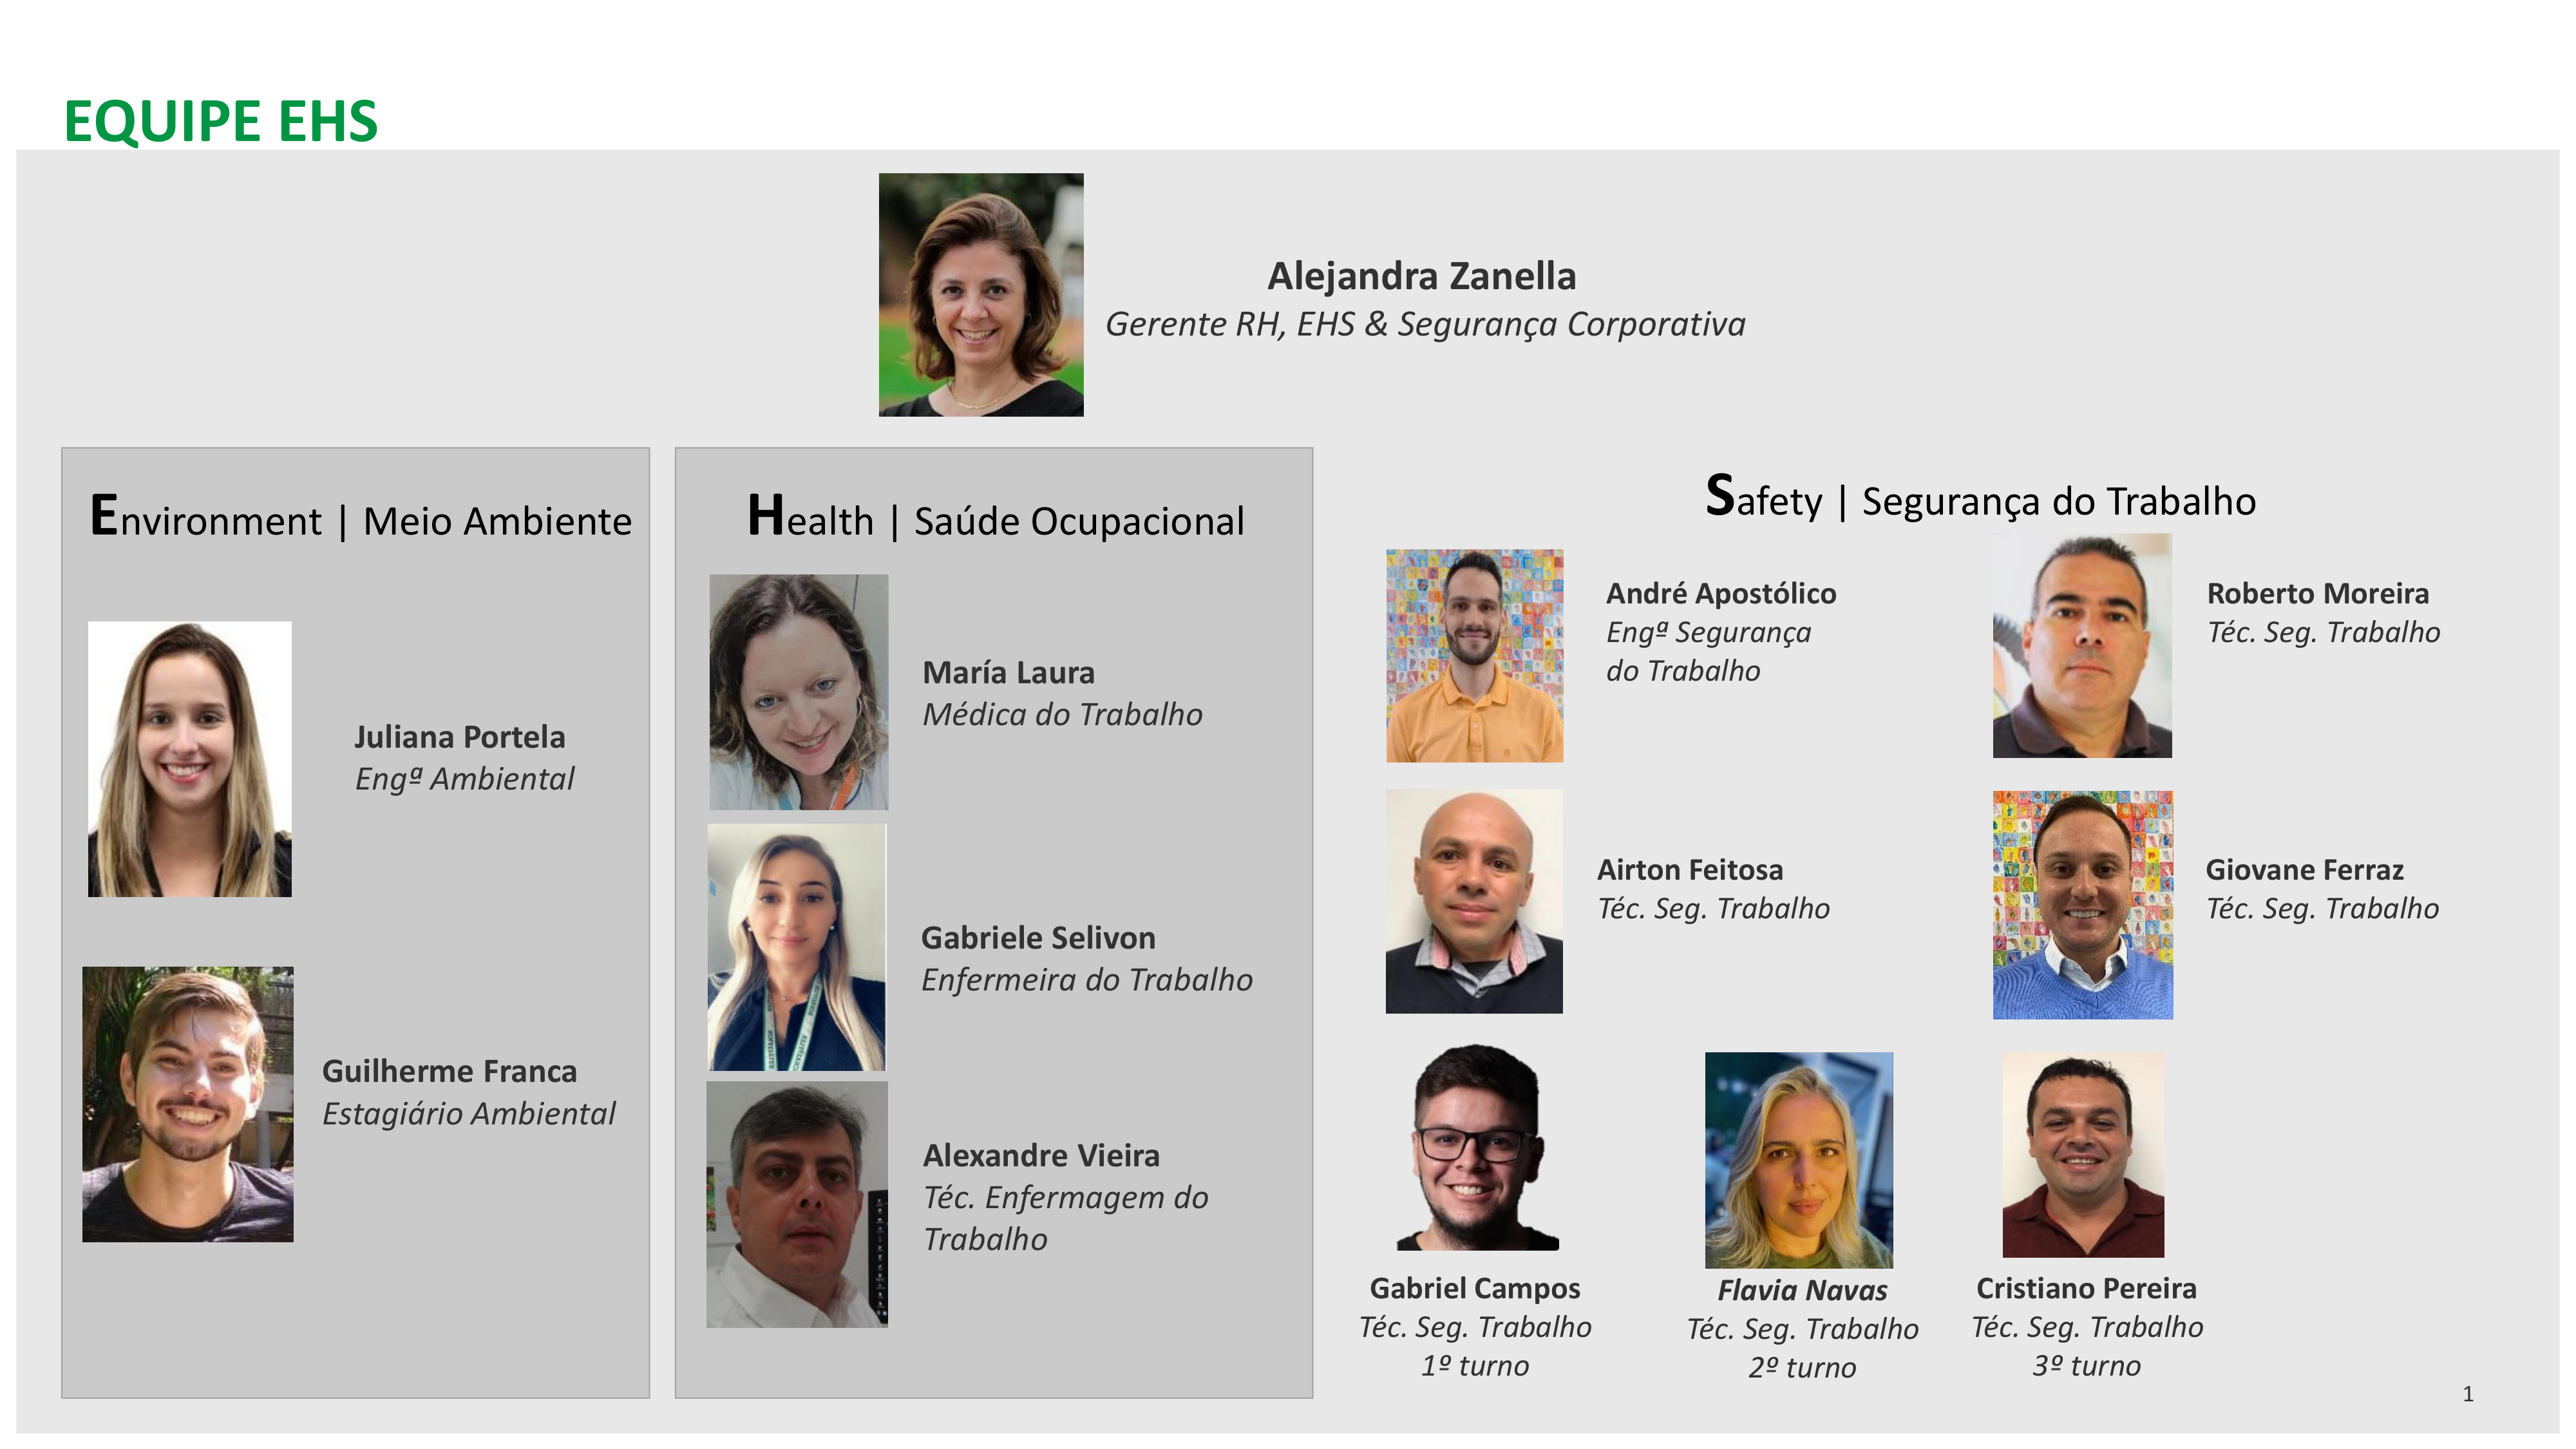 EQUIPE EHS
Alejandra Zanella
Gerente RH, EHS & Segurança Corporativa
Environment | Meio Ambiente
Juliana Portela
Engª Ambiental
Guilherme Franca
Estagiário Ambiental
Health | Saúde Ocupacional
María Laura
Médica do Trabalho
Gabriele Selivon
Enfermeira do Trabalho
Alexandre Vieira
Téc. Enfermagem do
Trabalho
Safety | Segurança do Trabalho
André Apostólico
Engª Segurança
do Trabalho
Roberto Moreira
Téc. Seg. Trabalho
Airton Feitosa
Téc. Seg. Trabalho
Giovane Ferraz
Téc. Seg. Trabalho
Gabriel Campos
Téc. Seg. Trabalho
1º turno
Flavia Navas
Téc. Seg. Trabalho
2º turno
Cristiano Pereira
Téc. Seg. Trabalho
3º turno
1